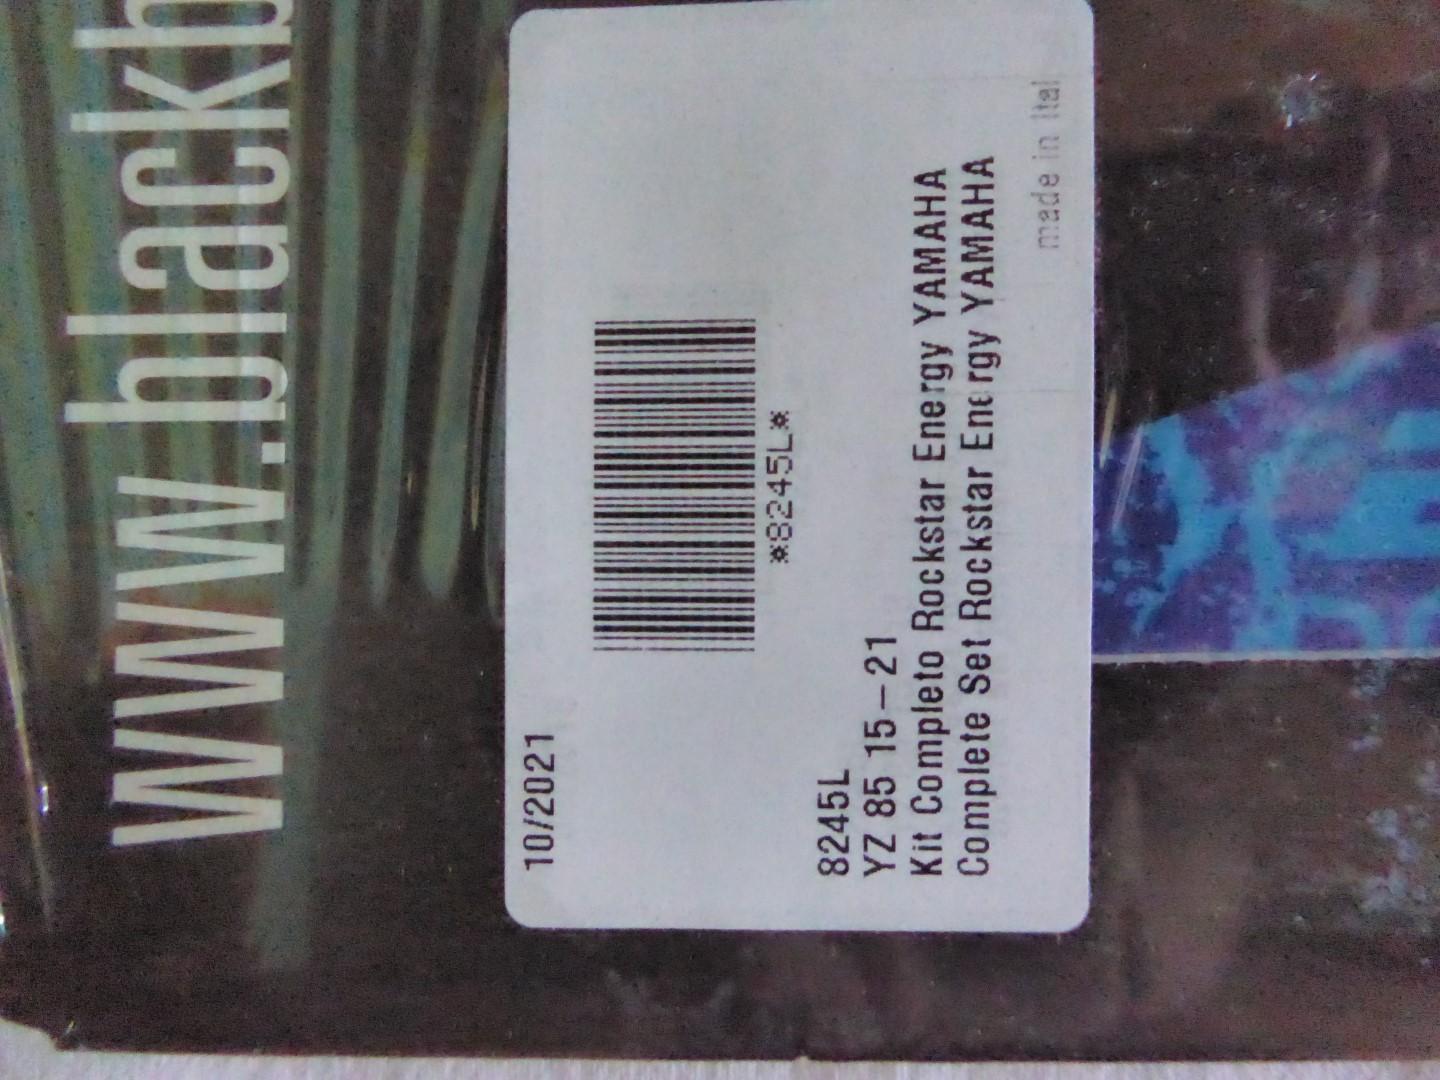 www.blackb
10/2021
*8245L*
8245L
YZ 85 15-21
Kit Completo Rockstar Energy YAMAHA
Complete Set Rockstar Energy YAMAHA
made in Ital